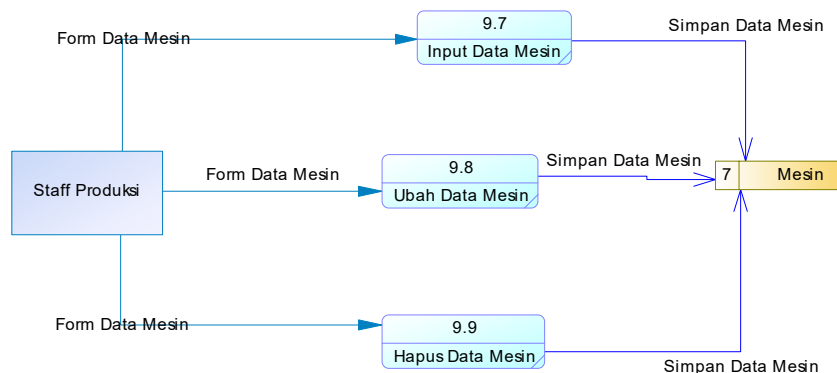 9.7
Simpan Data Mesin
Form Data Mesin
Input Data Mesin
9.8
Simpan Data Mesin
Form Data Mesin
7
Mesin
Staff Produksi
Ubah Data Mesin
Form Data Mesin
9.9
Hapus Data Mesin
Simpan Data Mesin